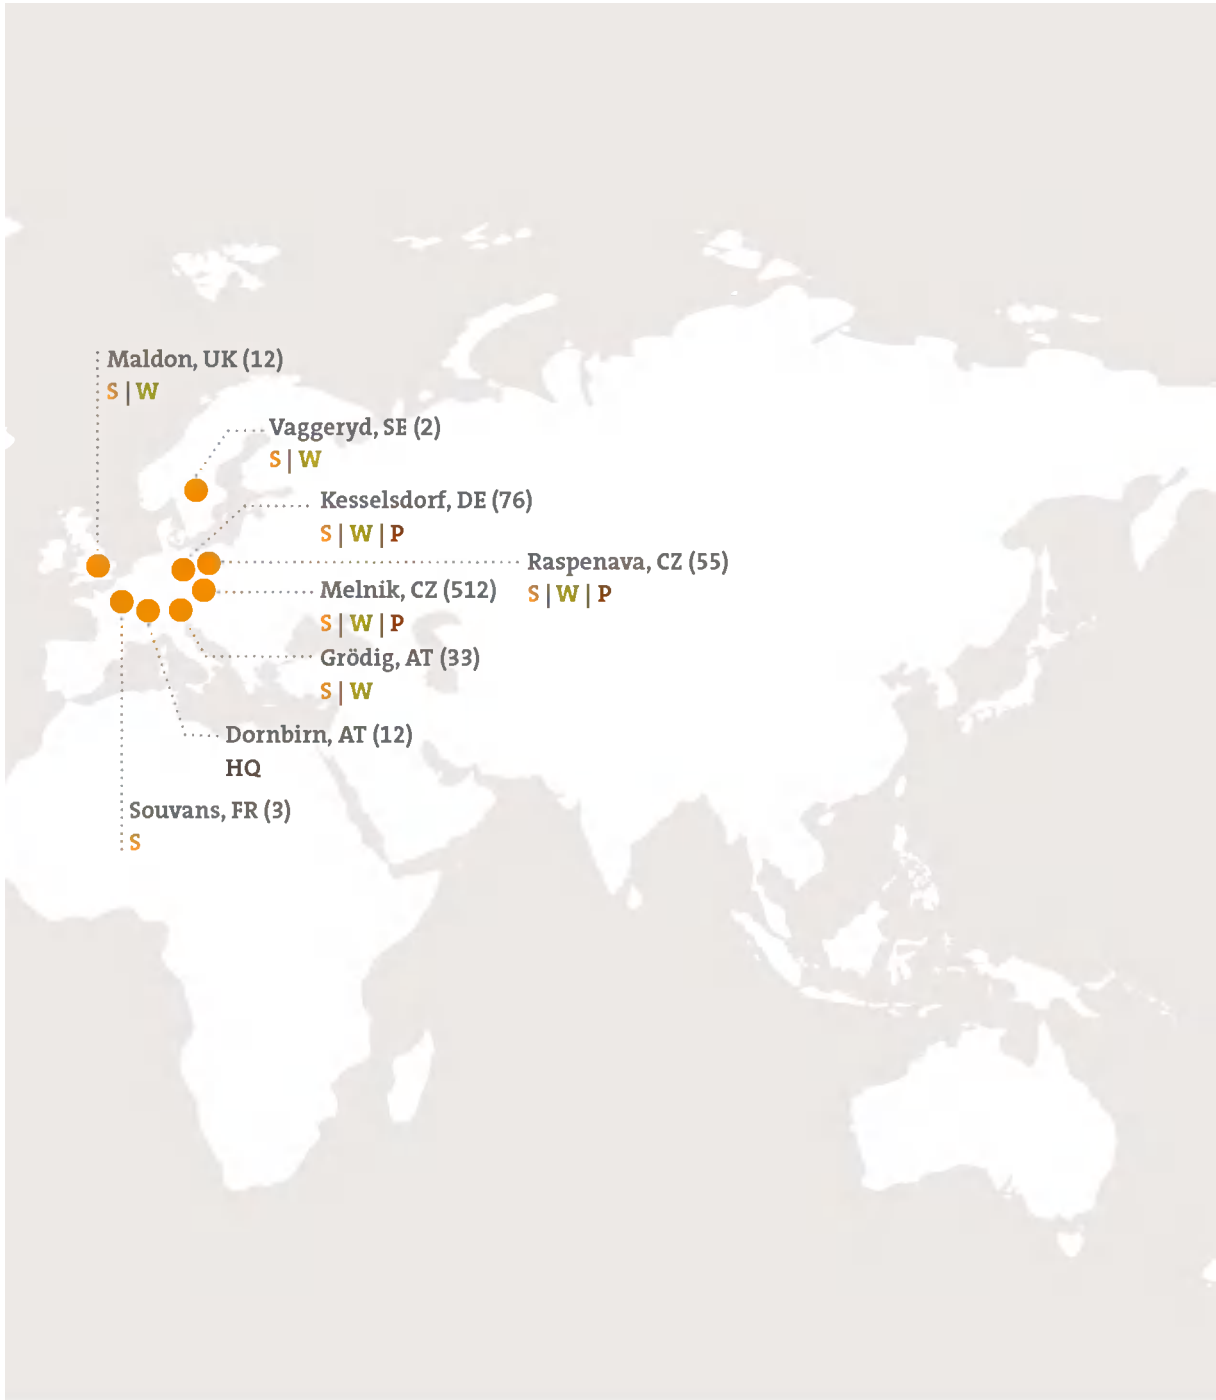 Maldon, UK (12)
S | W
Vaggeryd, SE (2)
S | W
Kesselsdorf, DE (76)
S | W | P
Raspenava, CZ (55)
S | W | P
Melnik, CZ (512)
S | W | P
Grödig, AT (33)
S | W
Dornbirn, AT (12)
HQ
Souvans, FR (3)
S